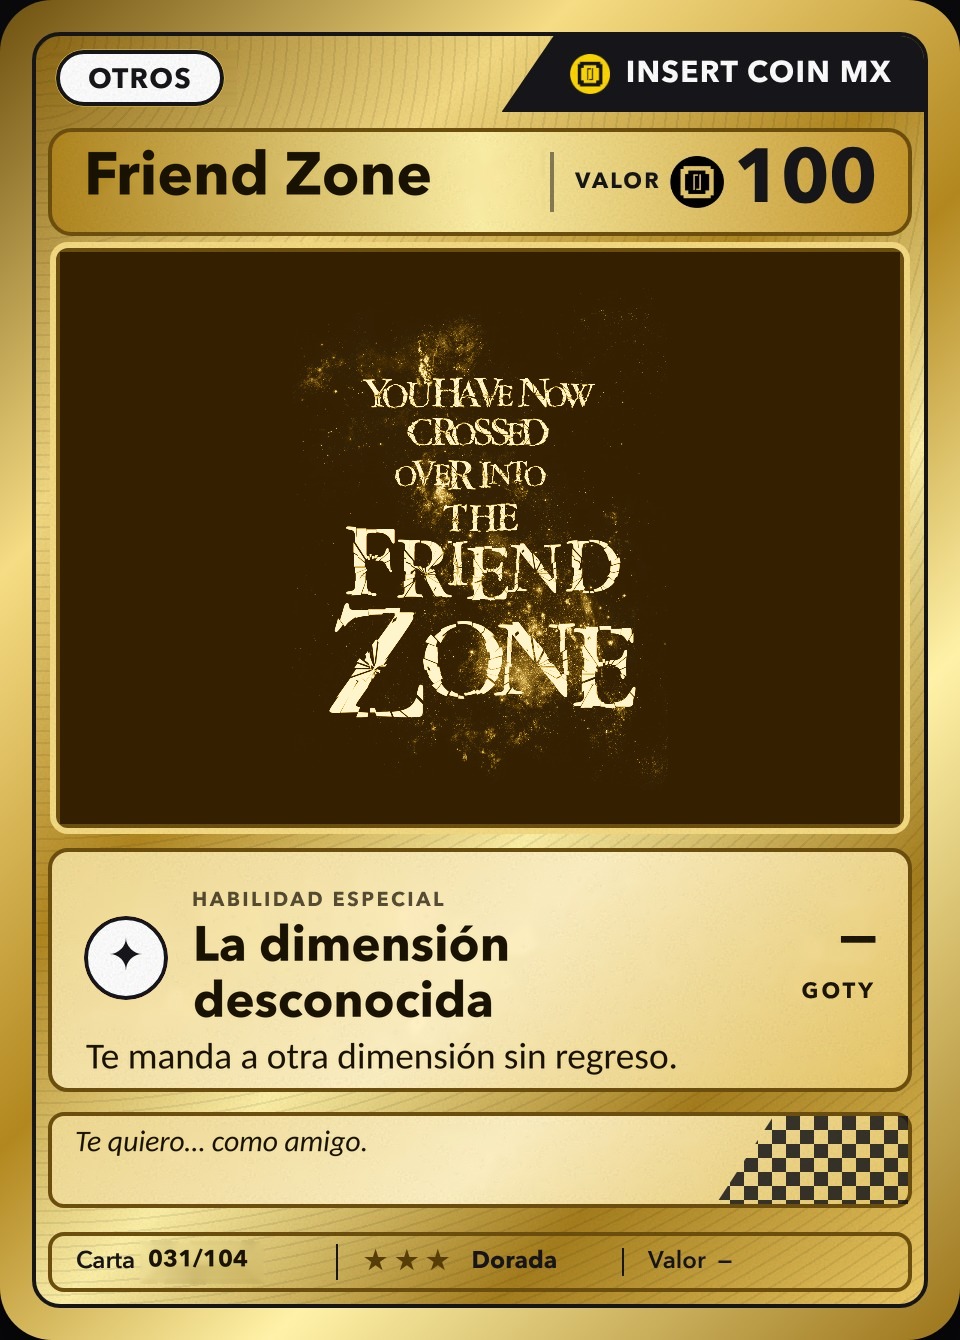 OTROS
INSERT COIN MX
Friend Zone
VALOR 100
YOU HAVE NOW
CROSSED
OVER INTO
THE
FRIEND
ZONE
HABILIDAD ESPECIAL
La dimensión
desconocida
–
GOTY
Te manda a otra dimensión sin regreso.
Te quiero... como amigo.
Carta 031/104 ★★★ Dorada Valor –